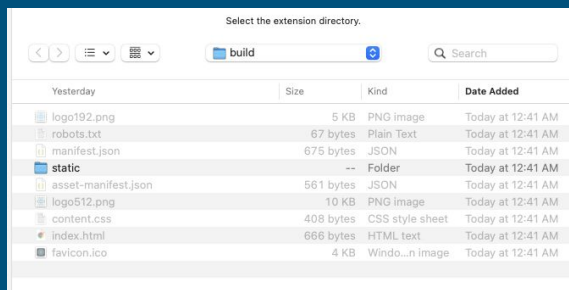 Select the extension directory.
build
Search
Yesterday Size Kind Date Added
logo192.png 5 KB PNG image Today at 12:41 AM
robots.txt 67 bytes Plain Text Today at 12:41 AM
manifest.json 675 bytes JSON Today at 12:41 AM
static -- Folder Today at 12:41 AM
asset-manifest.json 561 bytes JSON Today at 12:41 AM
logo512.png 10 KB PNG image Today at 12:41 AM
content.css 408 bytes CSS style sheet Today at 12:41 AM
index.html 666 bytes HTML text Today at 12:41 AM
favicon.ico 4 KB Windo...n image Today at 12:41 AM